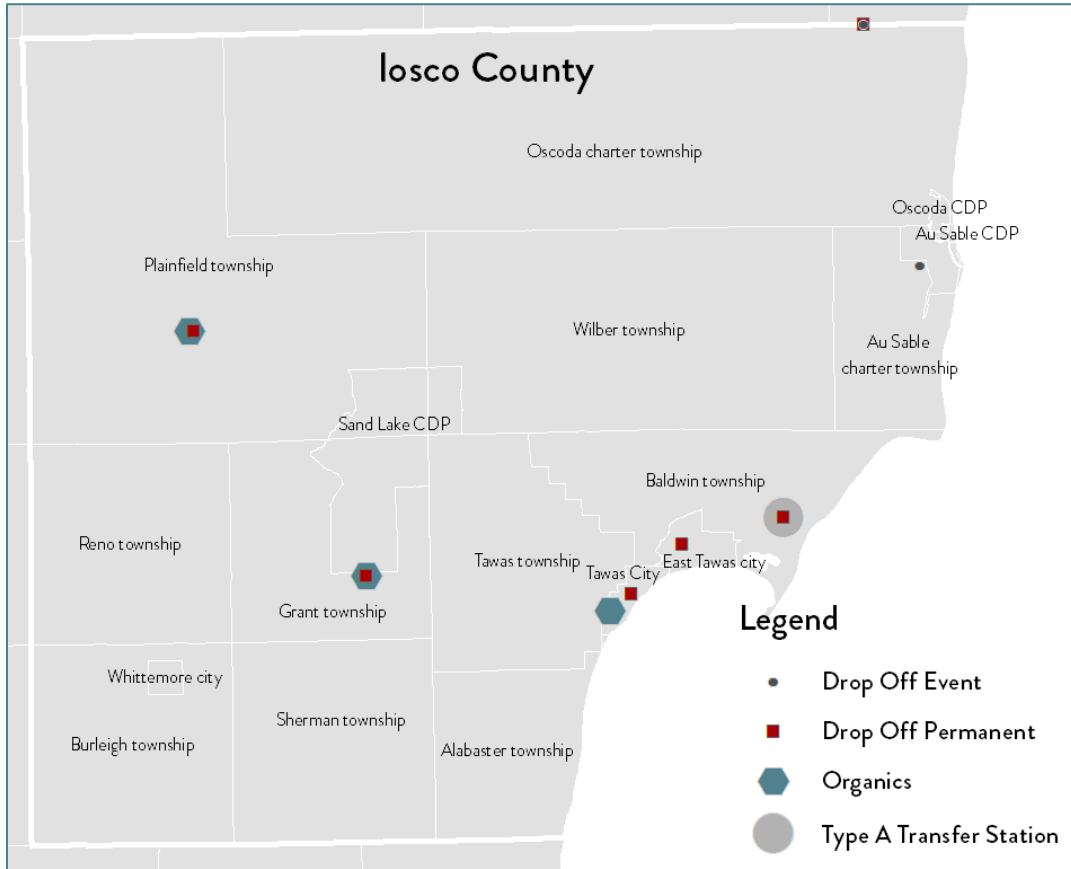 Iosco County
Oscoda charter township
Oscoda CDP
Au Sable CDP
Plainfield township
Wilber township
Au Sable
charter township
Sand Lake CDP
Baldwin township
Reno township
Tawas township
East Tawas city
Tawas City
Grant township
Whittemore city
Sherman township
Burleigh township
Alabaster township
Legend
Drop Off Event
Drop Off Permanent
Organics
Type A Transfer Station